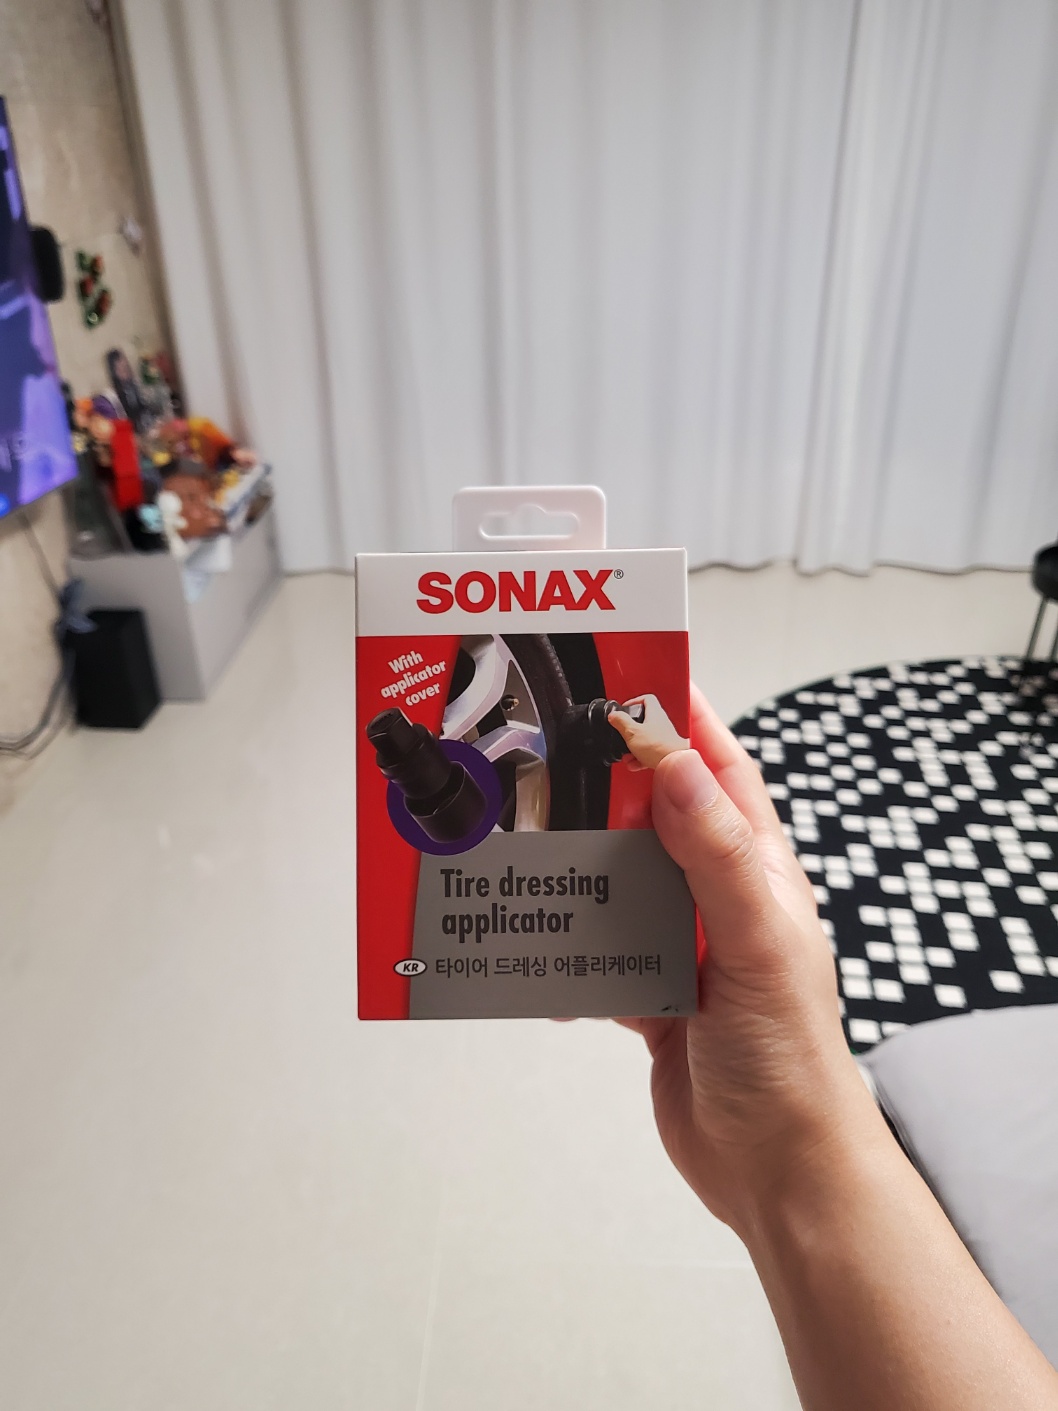 SONAX®
With
applicator
cover
Tire dressing
applicator
KR 타이어 드레싱 어플리케이터